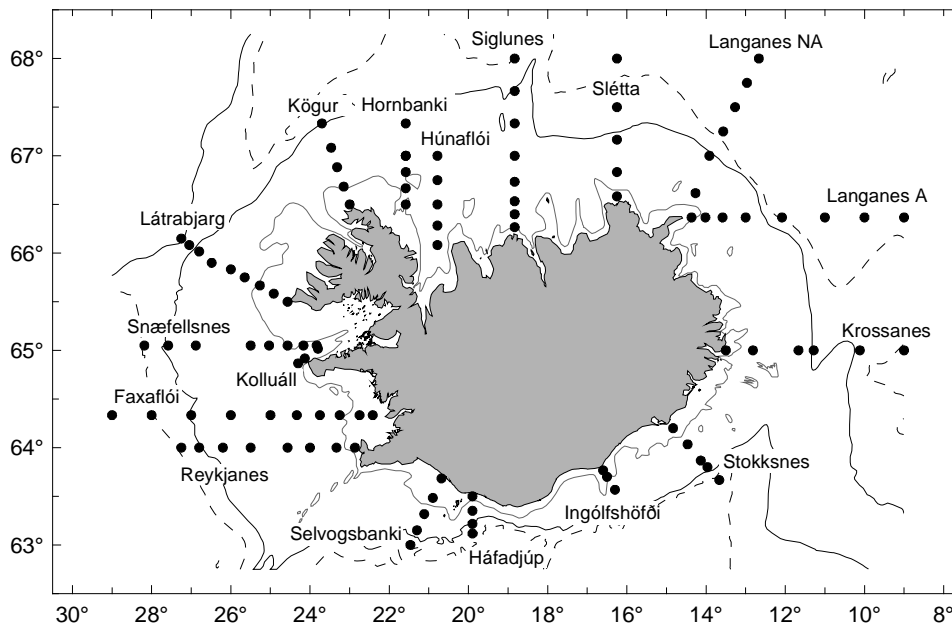 Siglunes
Langanes NA
68°
Slétta
Kögur
Hornbanki
Húnaflói
67°
Langanes A
Látrabjarg
66°
Snæfellsnes
Krossanes
65°
Kolluáll
Faxaflói
64°
Reykjanes
Stokksnes
Ingólfshöfði
Selvogsbanki
63°
Háfadjúp
30° 28° 26° 24° 22° 20° 18° 16° 14° 12° 10° 8°